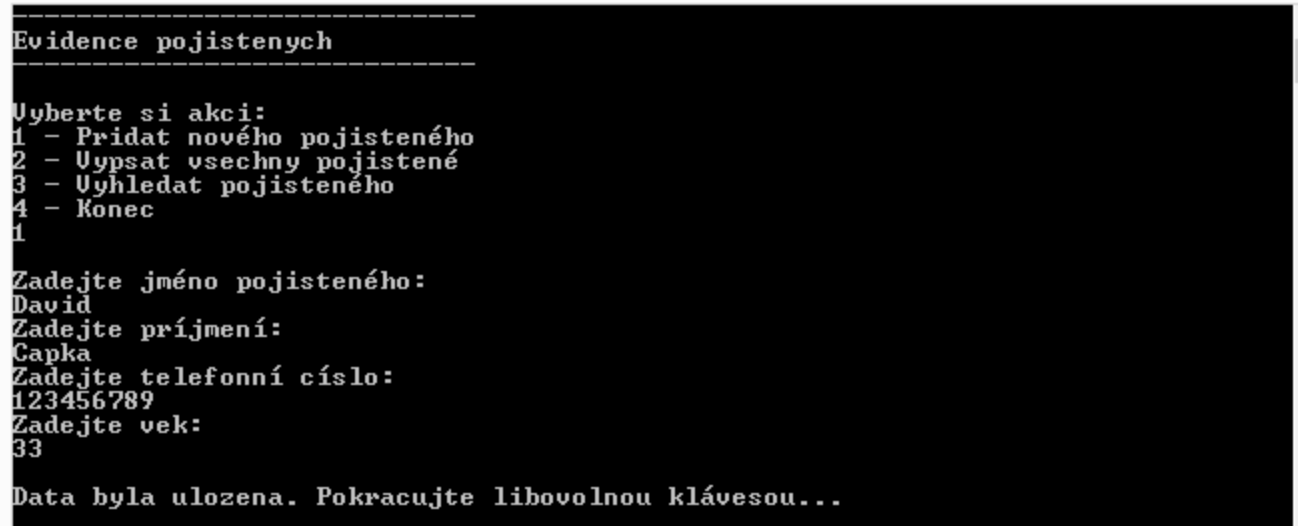 -----------------------------
Evidence pojistenych
-----------------------------
Vyberte si akci:
1 - Pridat nového pojisteného
2 - Vypsat vsechny pojistené
3 - Vyhledat pojisteného
4 - Konec
1
Zadejte jméno pojisteného:
David
Zadejte príjmení:
Capka
Zadejte telefonní císlo:
123456789
Zadejte vek:
33
Data byla ulozena. Pokracujte libovolnou klávesou...